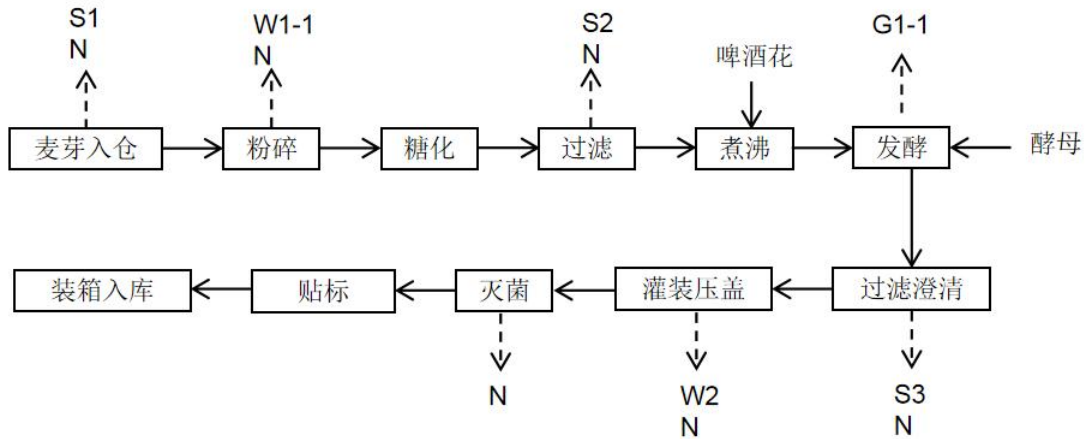 S1
N
W1-1
N
S2
N
G1-1
啤酒花
麦芽入仓
粉碎
糖化
过滤
煮沸
发酵
酵母
装箱入库
贴标
灭菌
灌装压盖
过滤澄清
N
W2
N
S3
N